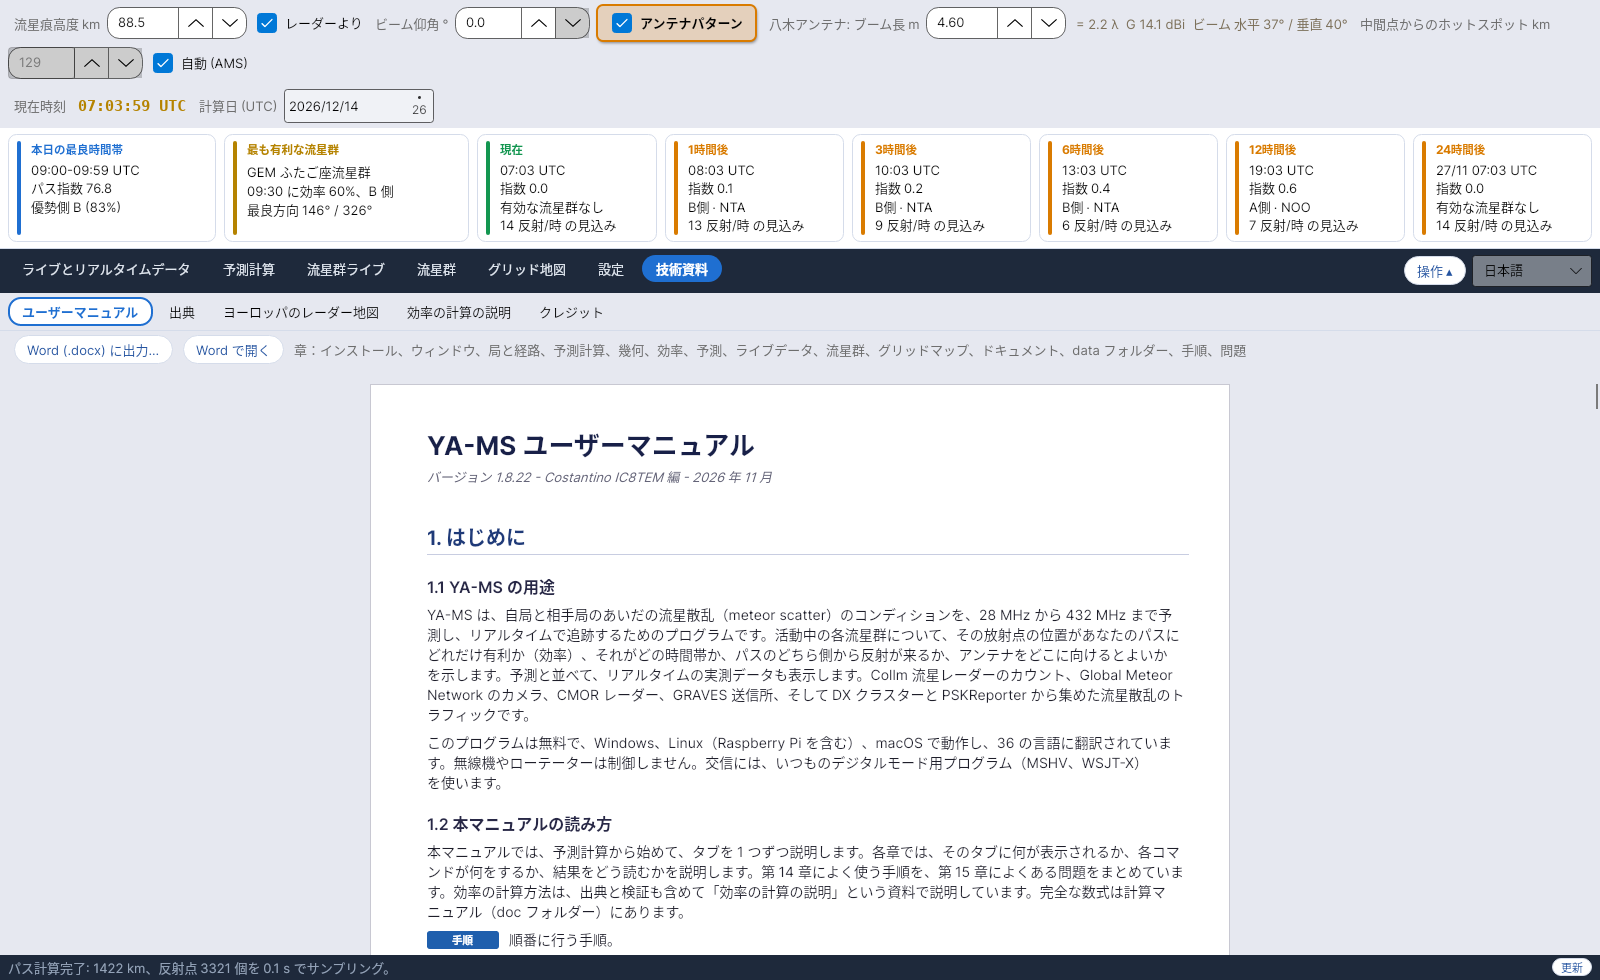 流星痕高度 km 88.5 レーダーより ビーム仰角 ° 0.0 アンテナパターン 八木アンテナ: ブーム長 m 4.60 = 2.2 λ G 14.1 dBi ビーム 水平 37° / 垂直 40° 中間点からのホットスポット km
129 自動 (AMS)
現在時刻 07:03:59 UTC 計算日 (UTC) 2026/12/14 26
本日の最良時間帯
09:00-09:59 UTC
パス指数 76.8
優勢側 B (83%)
最も有利な流星群
GEM ふたご座流星群
09:30 に効率 60%、B 側
最良方向 146° / 326°
現在
07:03 UTC
指数 0.0
有効な流星群なし
14 反射/時 の見込み
1時間後
08:03 UTC
指数 0.1
B側 · NTA
13 反射/時 の見込み
3時間後
10:03 UTC
指数 0.2
B側 · NTA
9 反射/時 の見込み
6時間後
13:03 UTC
指数 0.4
B側 · NTA
6 反射/時 の見込み
12時間後
19:03 UTC
指数 0.6
A側 · NOO
7 反射/時 の見込み
24時間後
27/11 07:03 UTC
指数 0.0
有効な流星群なし
14 反射/時 の見込み
ライブとリアルタイムデータ 予測計算 流星群ライブ 流星群 グリッド地図 設定 技術資料 操作 ▴ 日本語
ユーザーマニュアル 出典 ヨーロッパのレーダー地図 効率の計算の説明 クレジット
Word (.docx) に出力... Word で開く 章：インストール、ウィンドウ、局と経路、予測計算、幾何、効率、予測、ライブデータ、流星群、グリッドマップ、ドキュメント、data フォルダー、手順、問題
YA-MS ユーザーマニュアル
バージョン 1.8.22 - Costantino IC8TEM 編 - 2026 年 11 月
1. はじめに
1.1 YA-MS の用途
YA-MS は、自局と相手局のあいだの流星散乱（meteor scatter）のコンディションを、28 MHz から 432 MHz まで予
測し、リアルタイムで追跡するためのプログラムです。活動中の各流星群について、その放射点の位置があなたのパスに
どれだけ有利か（効率）、それがどの時間帯か、パスのどちら側から反射が来るか、アンテナをどこに向けるとよいか
を示します。予測と並べて、リアルタイムの実測データも表示します。Collm 流星レーダーのカウント、Global Meteor
Network のカメラ、CMOR レーダー、GRAVES 送信所、そして DX クラスターと PSKReporter から集めた流星散乱のト
ラフィックです。
このプログラムは無料で、Windows、Linux（Raspberry Pi を含む）、macOS で動作し、36 の言語に翻訳されていま
す。無線機やローテーターは制御しません。交信には、いつものデジタルモード用プログラム（MSHV、WSJT-X）
を使います。
1.2 本マニュアルの読み方
本マニュアルでは、予測計算から始めて、タブを 1 つずつ説明します。各章では、そのタブに何が表示されるか、各コマ
ンドが何をするか、結果をどう読むかを説明します。第 14 章によく使う手順を、第 15 章によくある問題をまとめていま
す。効率の計算方法は、出典と検証も含めて「効率の計算の説明」という資料で説明しています。完全な数式は計算マ
ニュアル（doc フォルダー）にあります。
手順 順番に行う手順。
パス計算完了: 1422 km、反射点 3321 個を 0.1 s でサンプリング。 更新